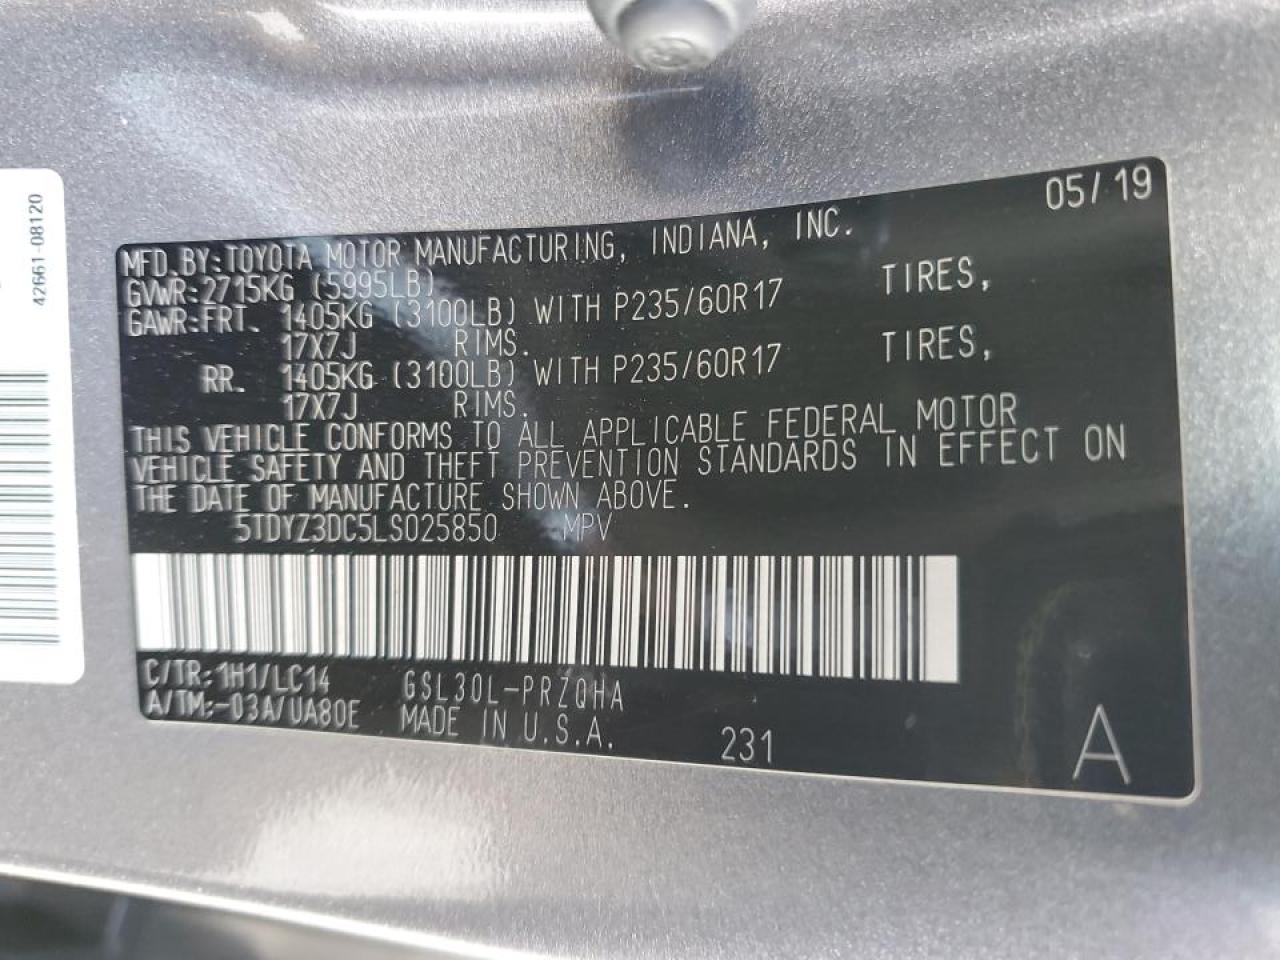 42661-08120
05/19
MFD.BY:TOYOTA MOTOR MANUFACTURING, INDIANA, INC.
GVWR:2715KG (5995LB)
GAWR:FRT. 1405KG (3100LB) WITH P235/60R17 TIRES,
17X7J RIMS.
RR. 1405KG (3100LB) WITH P235/60R17 TIRES,
17X7J RIMS.
THIS VEHICLE CONFORMS TO ALL APPLICABLE FEDERAL MOTOR
VEHICLE SAFETY AND THEFT PREVENTION STANDARDS IN EFFECT ON
THE DATE OF MANUFACTURE SHOWN ABOVE.
5TDYZ3DC5LS025850 MPV
C/TR:1H1/LC14 GSL30L-PRZQHA
A/TM:-03A/UA80E MADE IN U.S.A.
231
A